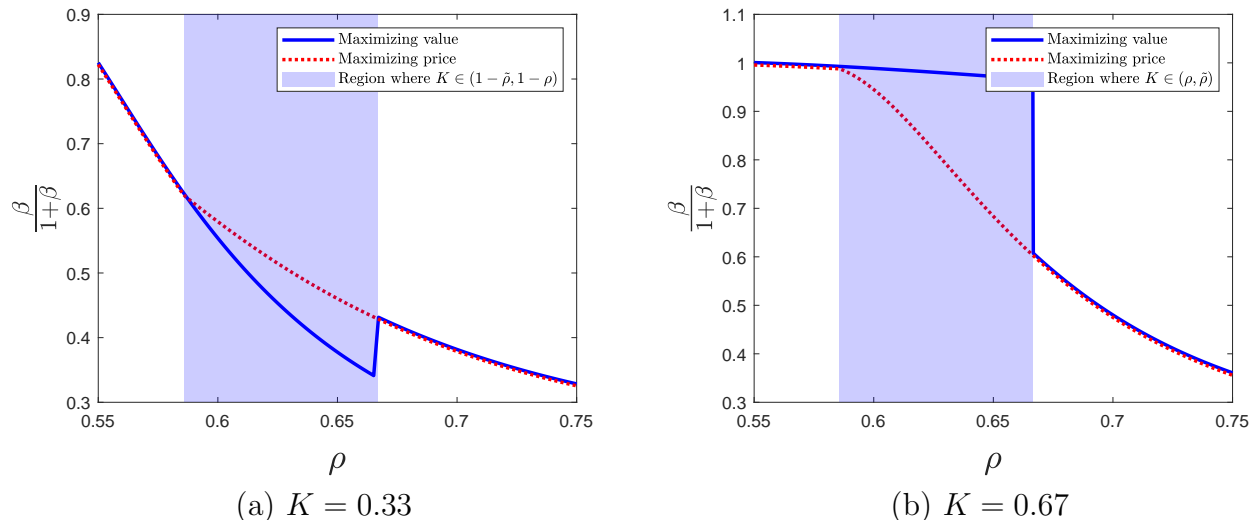 0.9
0.8
0.7
0.6
0.5
0.4
0.3
β
1+β
Maximizing value
Maximizing price
Region where K ∈ (1 − ρ̃, 1 − ρ)
0.55
0.6
0.65
0.7
0.75
ρ
(a) K = 0.33
1
0.9
0.8
0.7
0.6
0.5
0.4
0.3
β
1+β
Maximizing value
Maximizing price
Region where K ∈ (ρ, ρ̃)
0.55
0.6
0.65
0.7
0.75
ρ
(b) K = 0.67